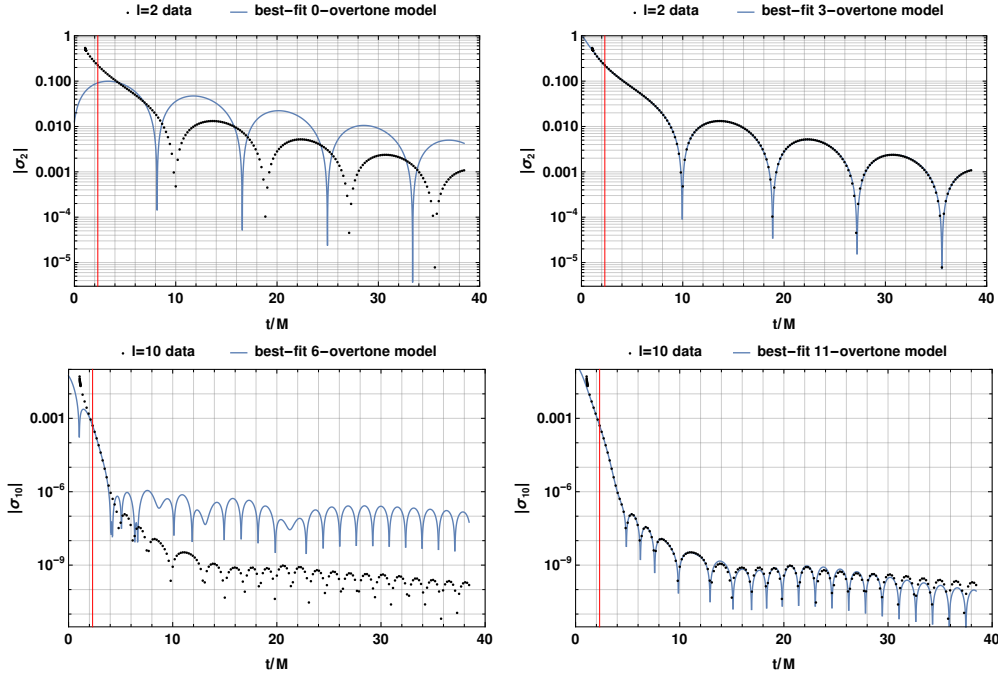 l=2 data best-fit 0-overtone model
1
0.100
0.010
0.001
10⁻⁴
10⁻⁵
|σ₂|
0 10 20 30 40
t/M
l=2 data best-fit 3-overtone model
1
0.100
0.010
0.001
10⁻⁴
10⁻⁵
|σ₂|
0 10 20 30 40
t/M
l=10 data best-fit 6-overtone model
0.001
10⁻⁶
10⁻⁹
|σ₁₀|
0 10 20 30 40
t/M
l=10 data best-fit 11-overtone model
0.001
10⁻⁶
10⁻⁹
|σ₁₀|
0 10 20 30 40
t/M